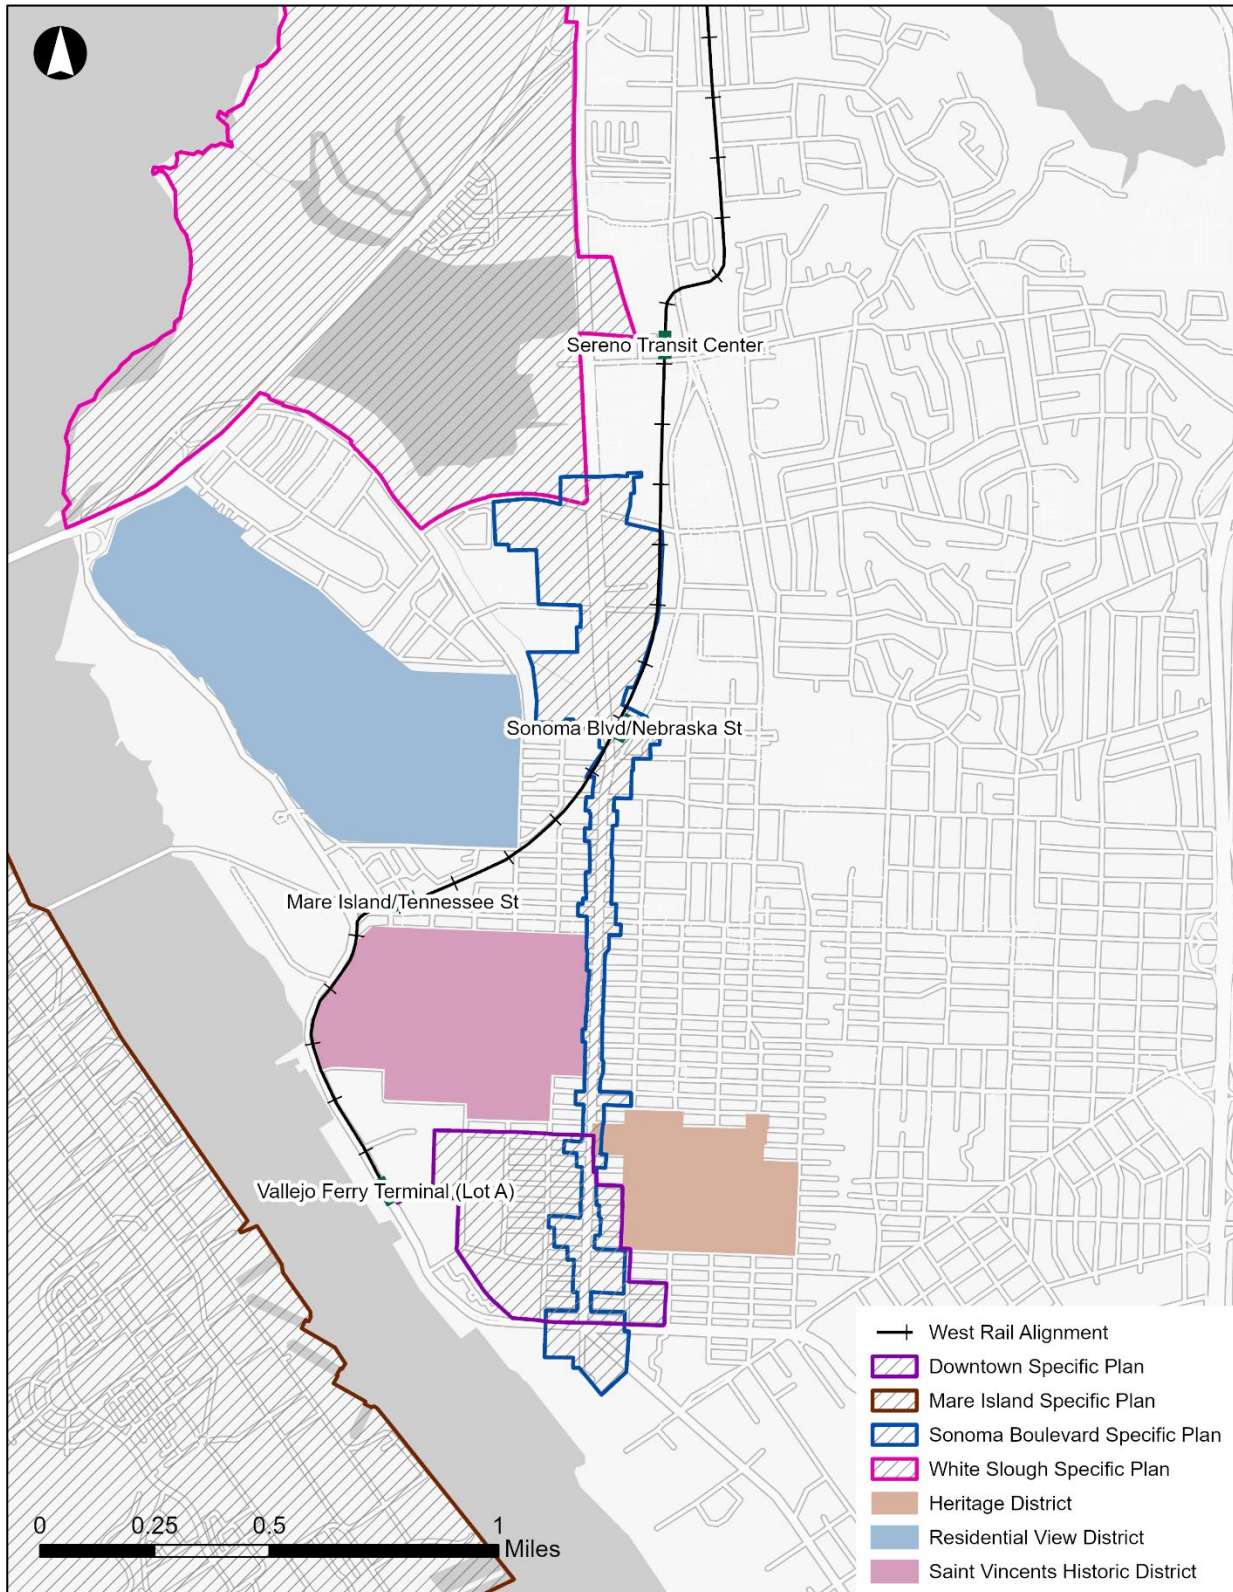 Sereno Transit Center
Sonoma Blvd/Nebraska St
Mare Island/Tennessee St
Vallejo Ferry Terminal (Lot A)
West Rail Alignment
Downtown Specific Plan
Mare Island Specific Plan
Sonoma Boulevard Specific Plan
White Slough Specific Plan
Heritage District
Residential View District
Saint Vincents Historic District
0 0.25 0.5 1
Miles